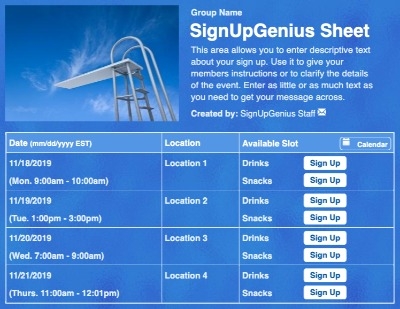 Group Name
SignUpGenius Sheet
This area allows you to enter descriptive text
about your sign up. Use it to give your
members instructions or to clarify the details
of the event. Enter as little or as much text as
you need to get your message across.
Created by: SignUpGenius Staff
Date (mm/dd/yyyy EST) Location Available Slot Calendar
11/18/2019 Location 1 Drinks Sign Up
(Mon. 9:00am - 10:00am) Snacks Sign Up
11/19/2019 Location 2 Drinks Sign Up
(Tue. 1:00pm - 3:00pm) Snacks Sign Up
11/20/2019 Location 3 Drinks Sign Up
(Wed. 7:00am - 9:00am) Snacks Sign Up
11/21/2019 Location 4 Drinks Sign Up
(Thurs. 11:00am - 12:01pm) Snacks Sign Up